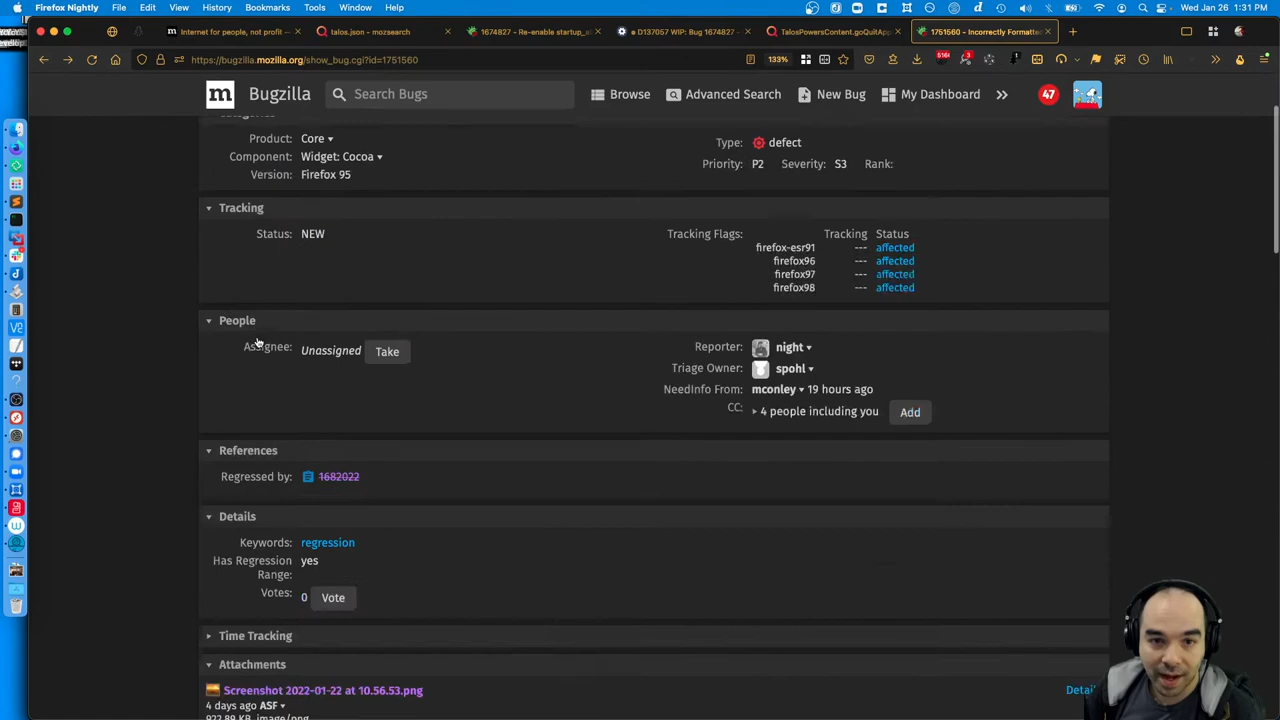 Firefox Nightly File Edit View History Bookmarks Tools Window Help Wed Jan 26 1:31 PM
Internet for people, not profit — talos.json - mozsearch 1674827 - Re-enable startup_a D137057 WIP: Bug 1674827 TalosPowersContent.goQuitApp 1751560 - Incorrectly Formatte
https://bugzilla.mozilla.org/show_bug.cgi?id=1751560 133%
m Bugzilla Search Bugs Browse Advanced Search New Bug My Dashboard 47
Product: Core
Component: Widget: Cocoa
Version: Firefox 95
Type: defect
Priority: P2 Severity: S3 Rank:
Tracking
Status: NEW
Tracking Flags: Tracking Status
firefox-esr91 --- affected
firefox96 --- affected
firefox97 --- affected
firefox98 --- affected
People
Assignee: Unassigned Take
Reporter: night
Triage Owner: spohl
NeedInfo From: mconley 19 hours ago
CC: 4 people including you Add
References
Regressed by: 1682022
Details
Keywords: regression
Has Regression yes
Range:
Votes: 0 Vote
Time Tracking
Attachments
Screenshot 2022-01-22 at 10.56.53.png Detai
4 days ago ASF
922.89 KB, image/png